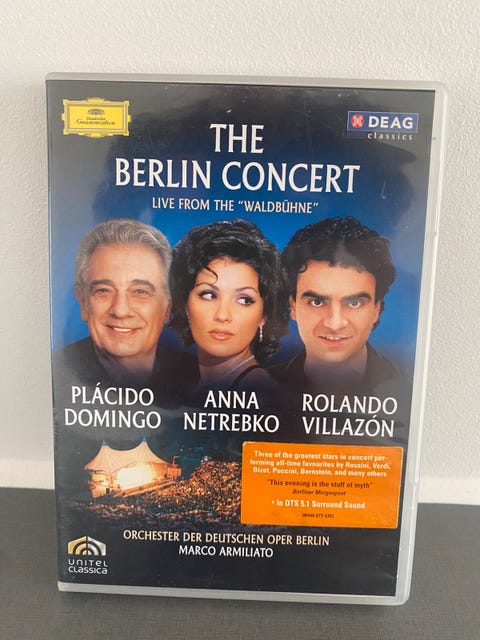 Deutsche
Grammophon
DEAG
classics
THE
BERLIN CONCERT
LIVE FROM THE "WALDBÜHNE"
PLÁCIDO
DOMINGO
ANNA
NETREBKO
ROLANDO
VILLAZÓN
Three of the greatest stars in concert per-
forming all-time favourites by Rossini, Verdi,
Bizet, Puccini, Bernstein, and many others
"This evening is the stuff of myth"
Berliner Morgenpost
• In DTS 5.1 Surround Sound
ORCHESTER DER DEUTSCHEN OPER BERLIN
MARCO ARMILIATO
UNITEL
CLASSICA